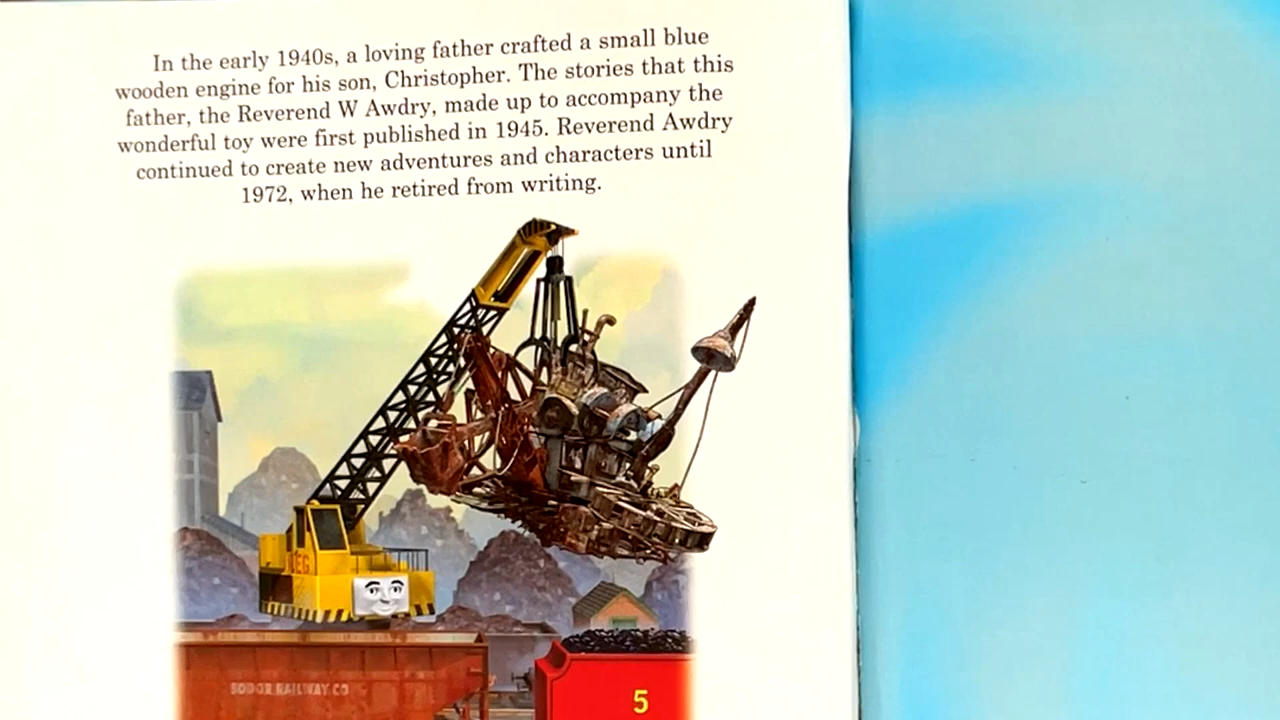 In the early 1940s, a loving father crafted a small blue
wooden engine for his son, Christopher. The stories that this
father, the Reverend W Awdry, made up to accompany the
wonderful toy were first published in 1945. Reverend Awdry
continued to create new adventures and characters until
1972, when he retired from writing.
SODOR RAILWAY CO
5